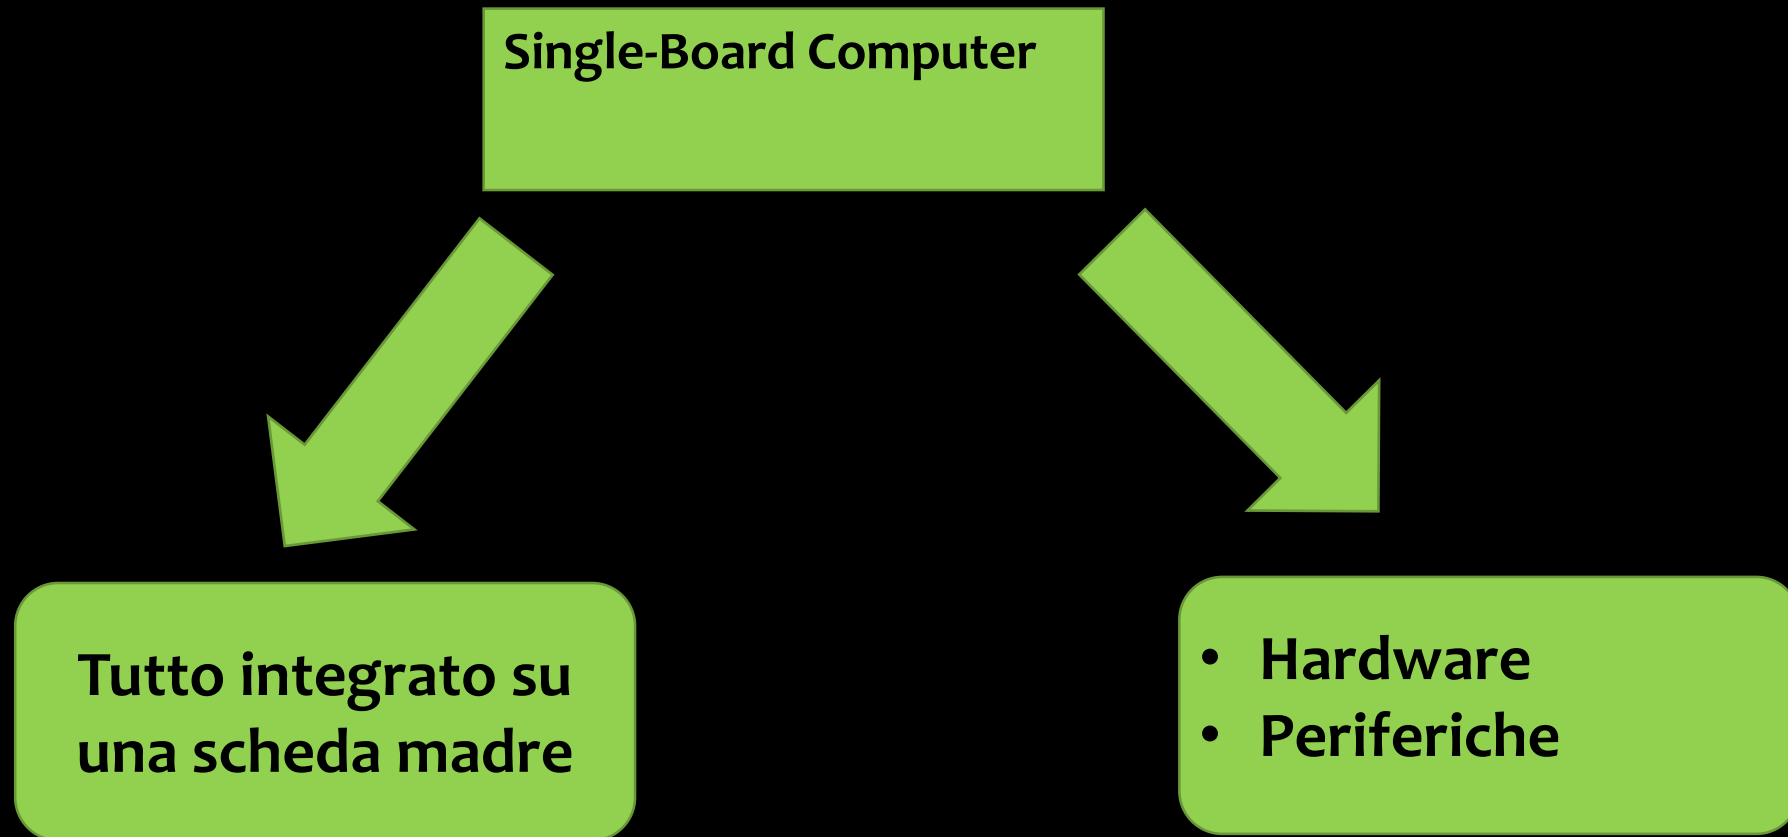 Single-Board Computer
Tutto integrato su
una scheda madre
• Hardware
• Periferiche